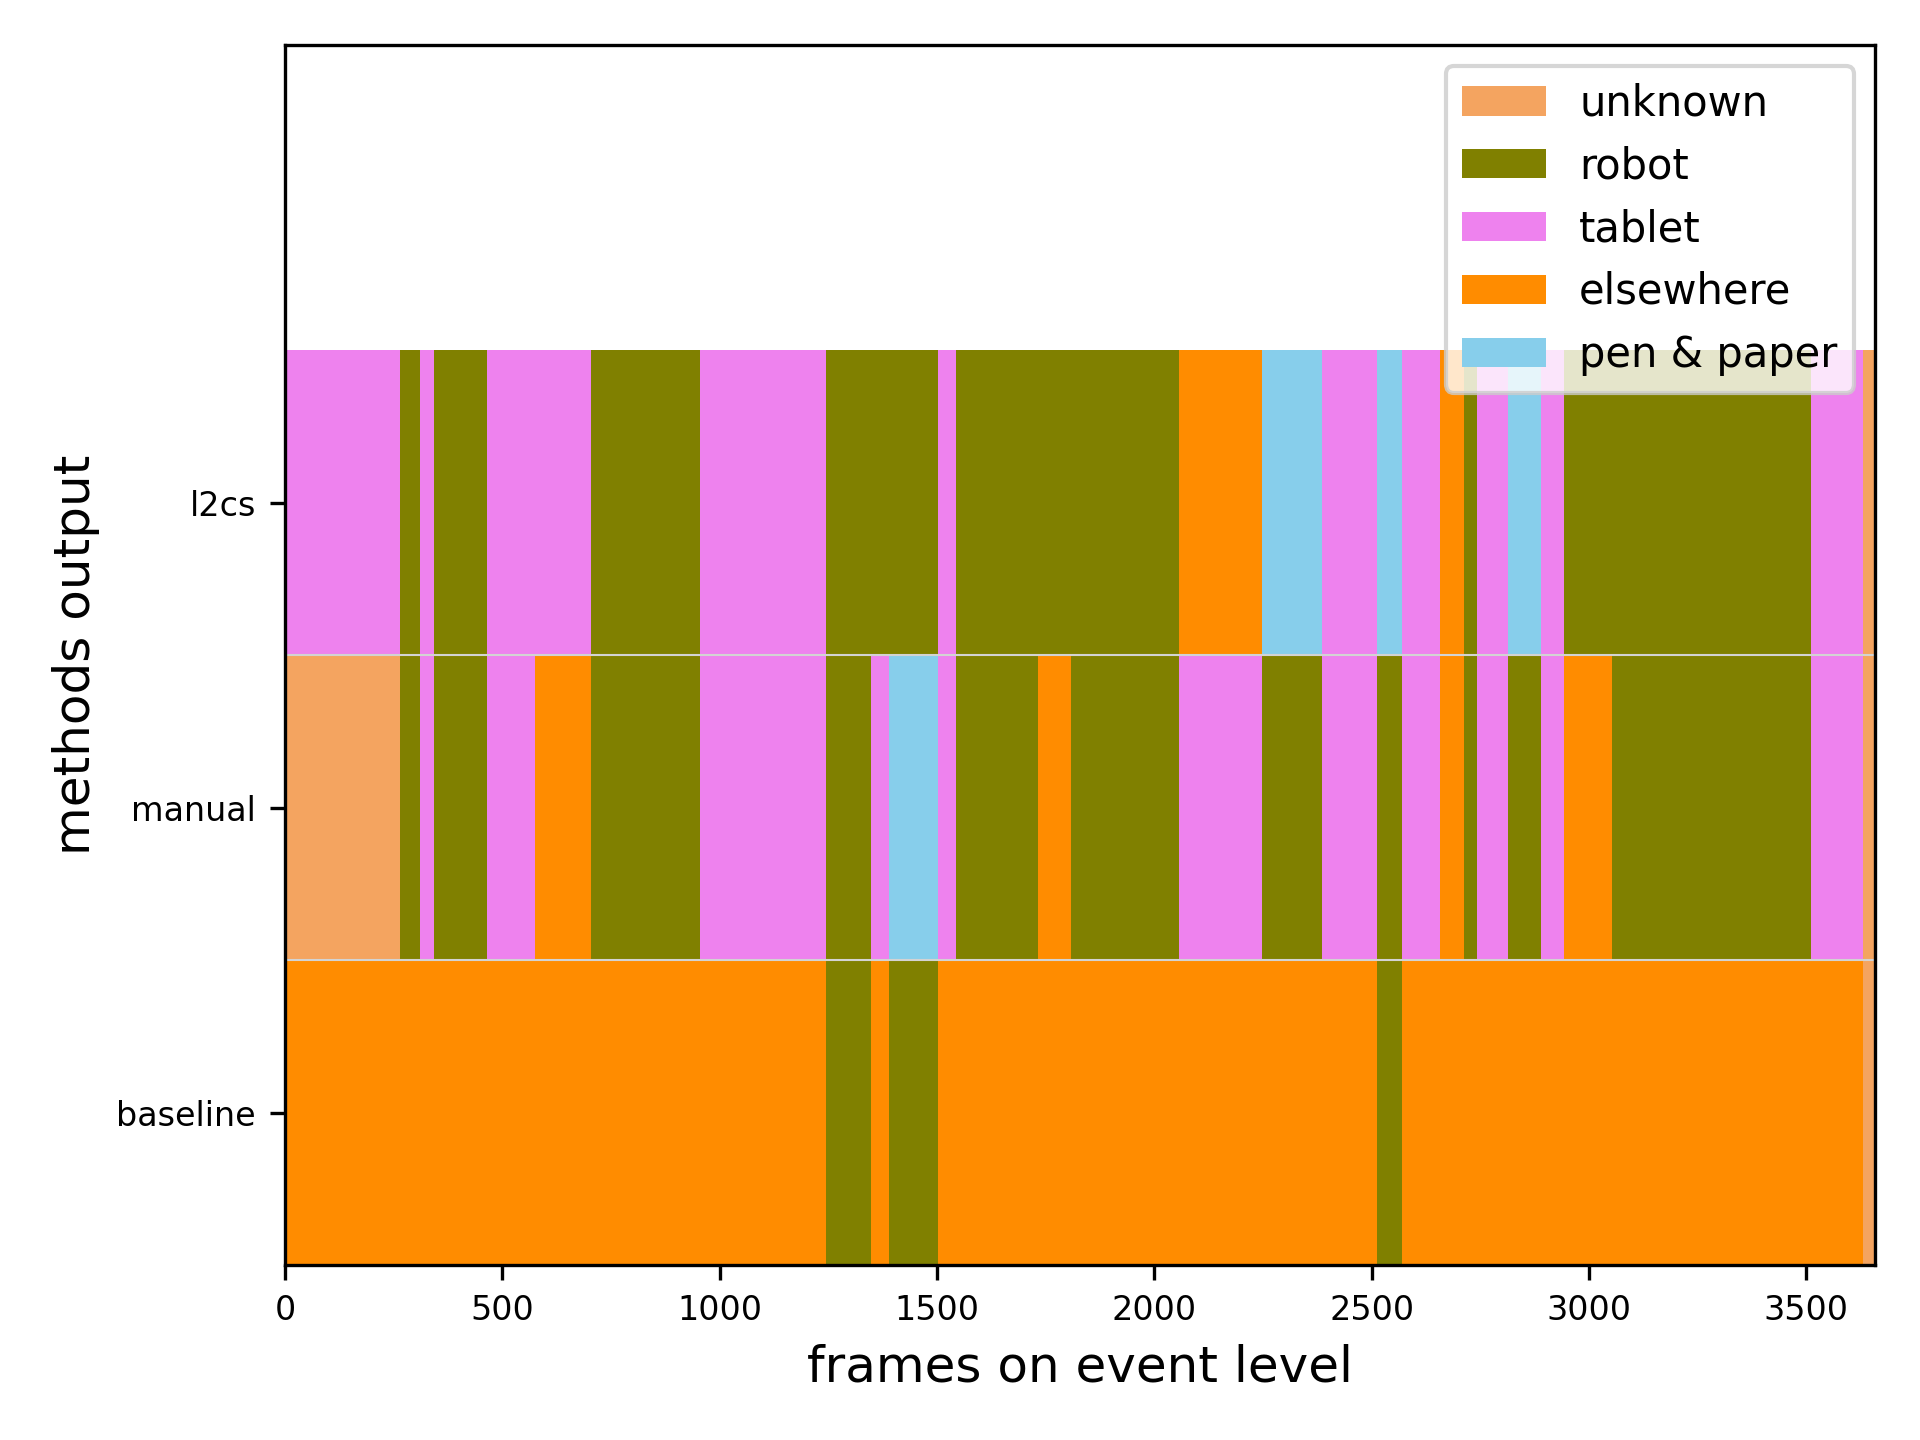 unknown
robot
tablet
elsewhere
pen & paper
methods output
l2cs
manual
baseline
0 500 1000 1500 2000 2500 3000 3500
frames on event level